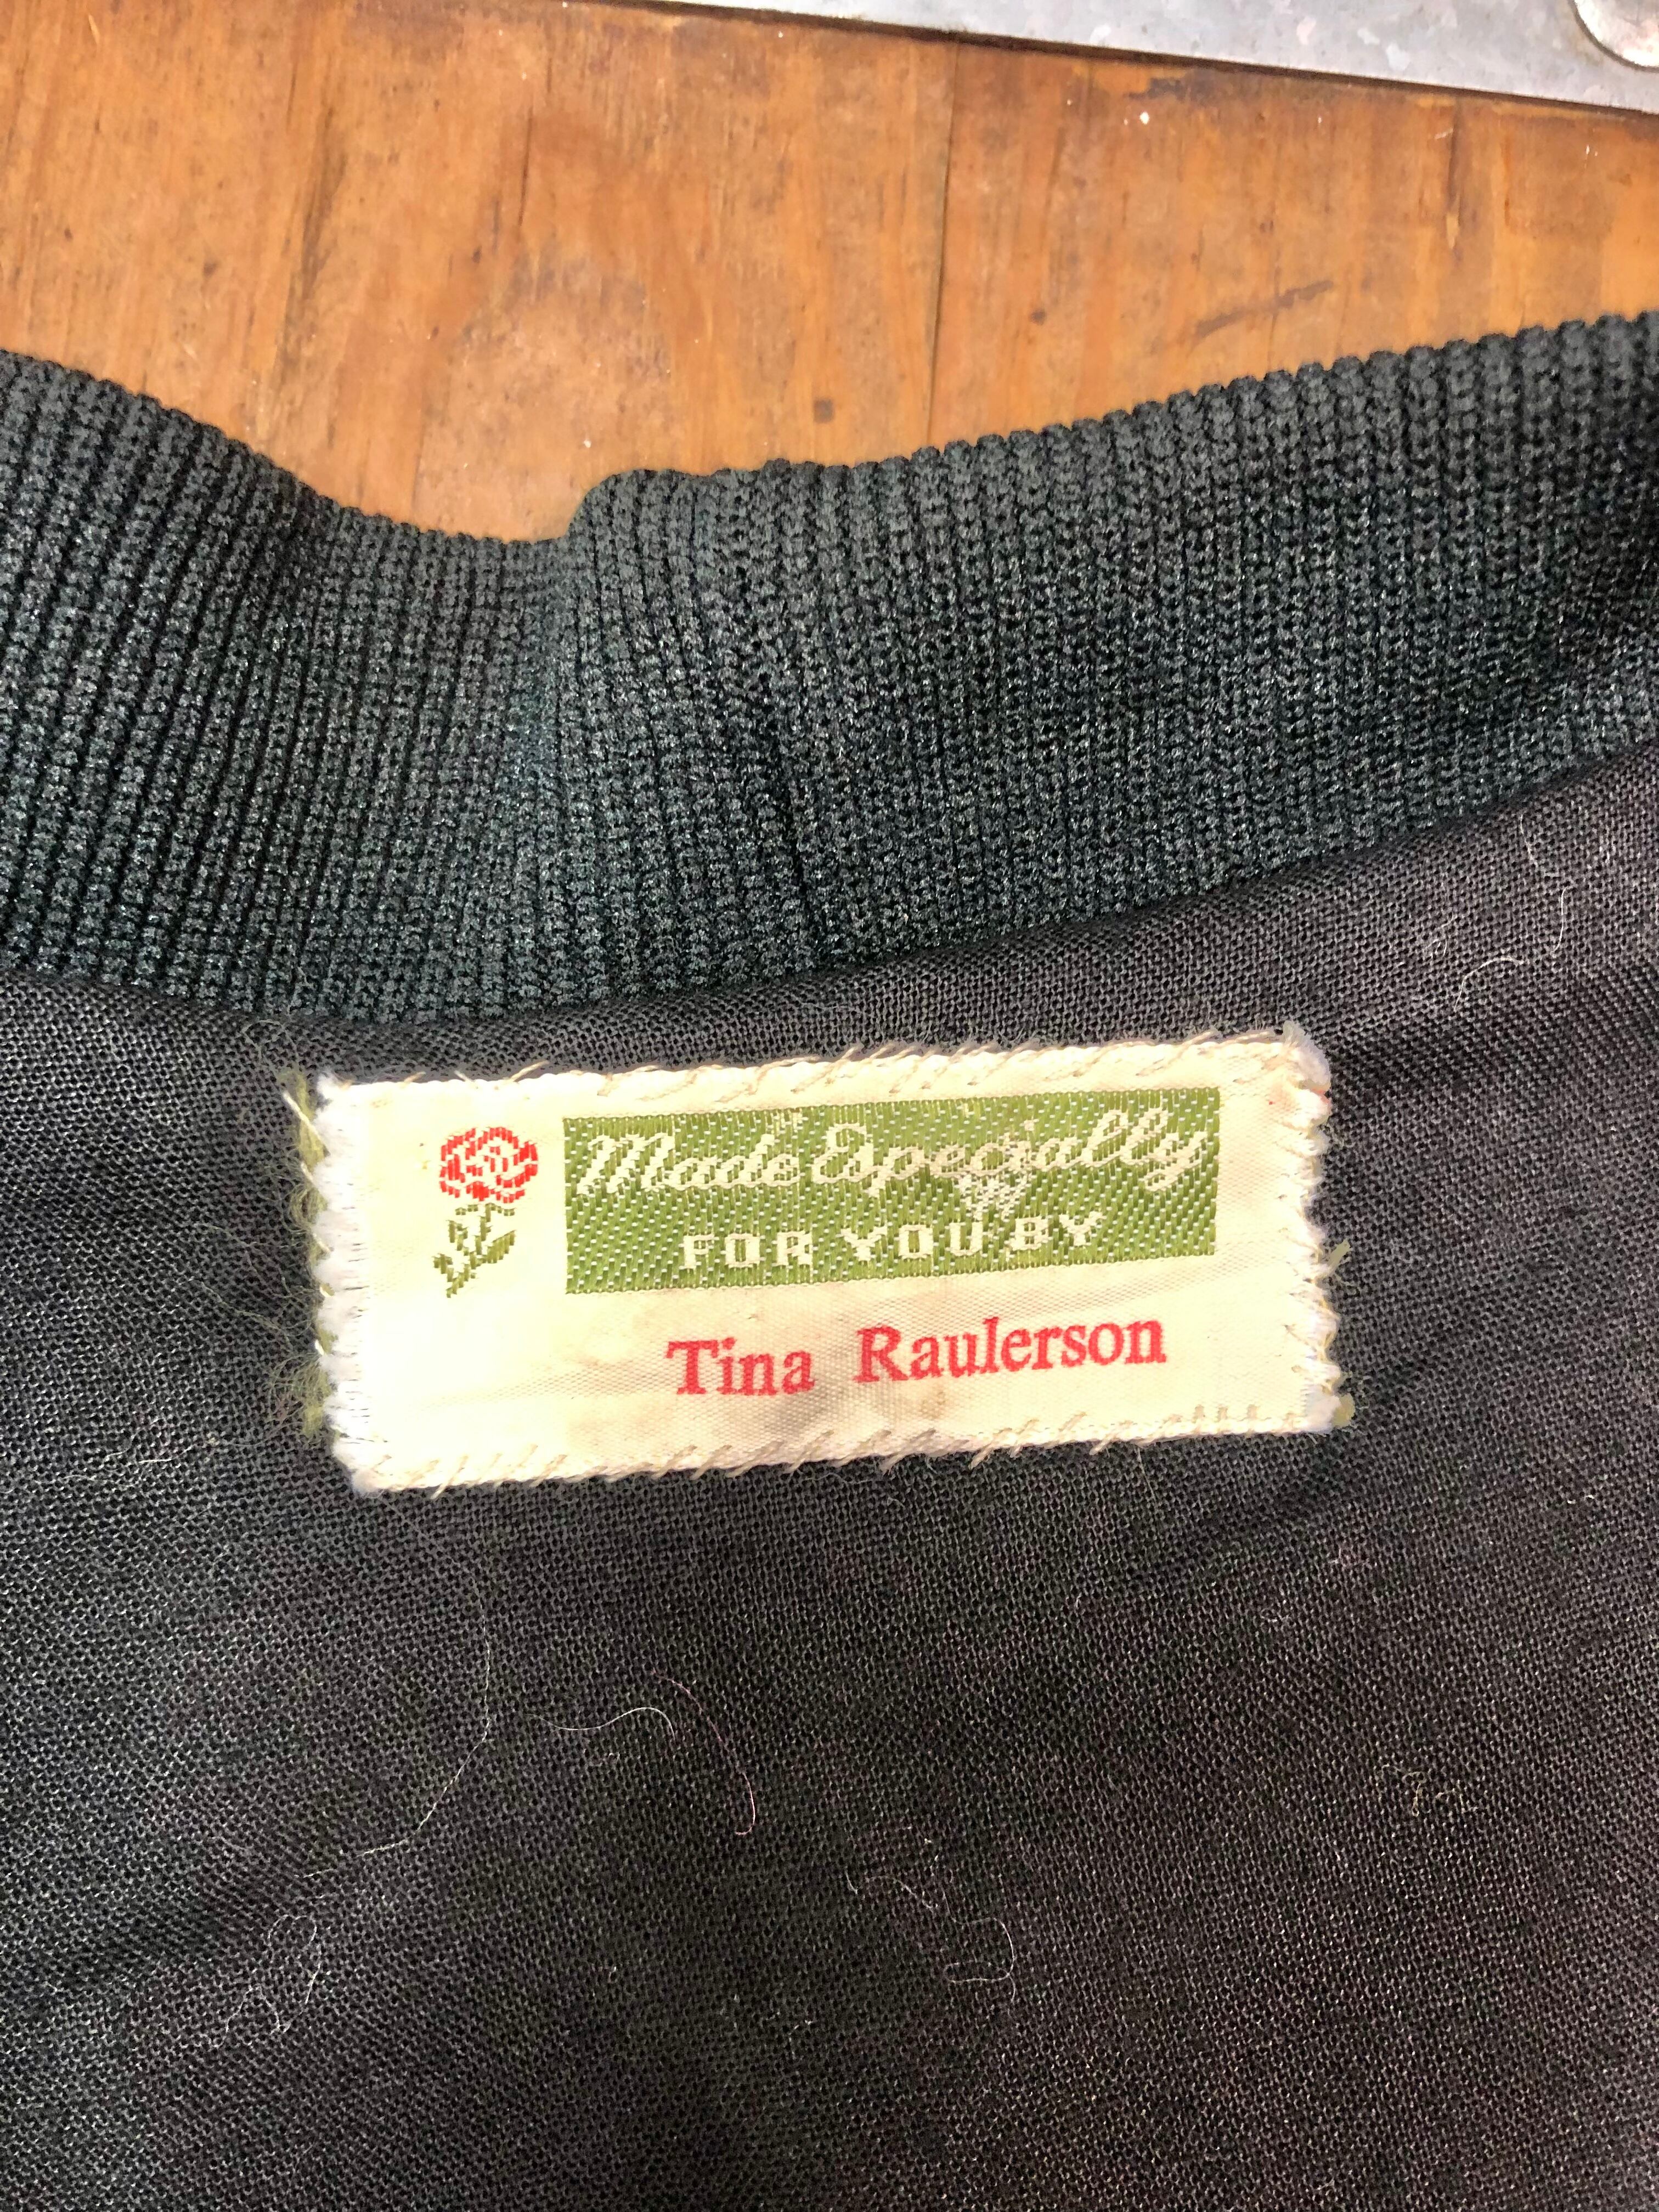 Made Especially
FOR YOU BY
Tina Raulerson